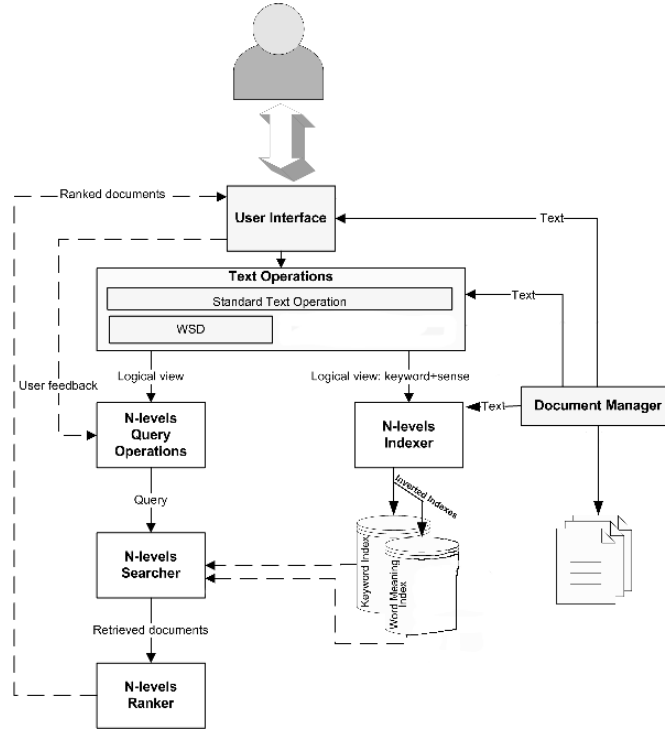 Ranked documents
User Interface
Text
Text Operations
Standard Text Operation
Text
WSD
Logical view
Logical view: keyword+sense
User feedback
N-levels
Query
Operations
N-levels
Indexer
Text
Document Manager
Inverted Indexes
Query
Keyword Index
Word Meaning
Index
N-levels
Searcher
Retrieved documents
N-levels
Ranker